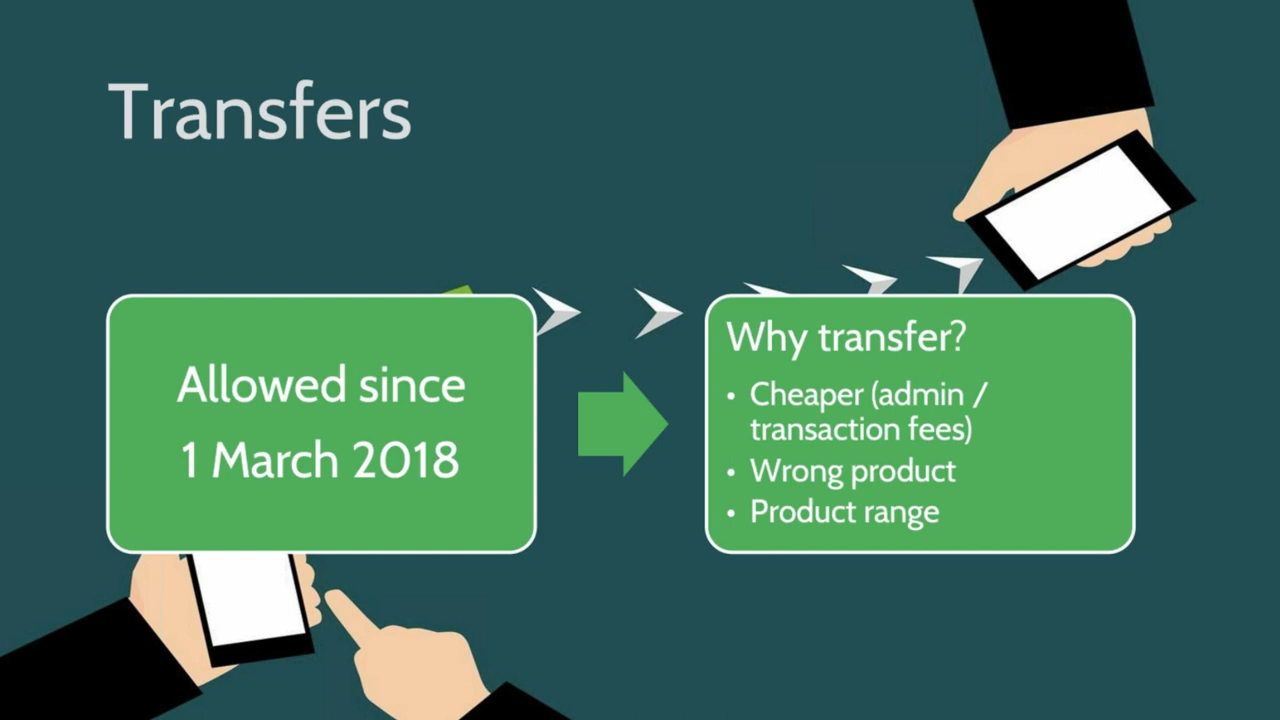 Transfers
Allowed since
1 March 2018
Why transfer?
• Cheaper (admin /
transaction fees)
• Wrong product
• Product range